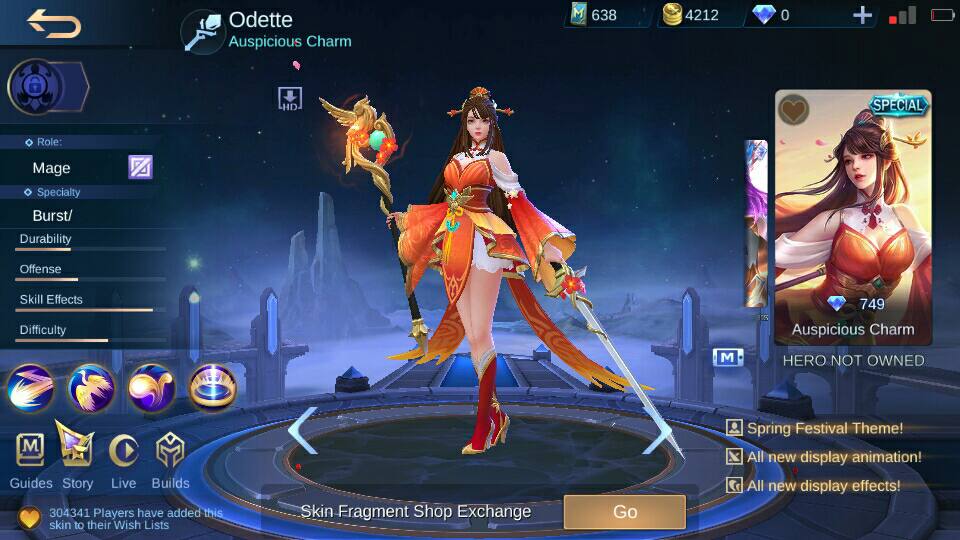 Odette
Auspicious Charm
638
4212
0
HD
Role:
Mage
Specialty
Burst/
Durability
Offense
Skill Effects
Difficulty
Guides
Story
Live
Builds
304341 Players have added this
skin to their Wish Lists
SPECIAL
749
Auspicious Charm
HERO NOT OWNED
Spring Festival Theme!
All new display animation!
All new display effects!
Skin Fragment Shop Exchange
Go